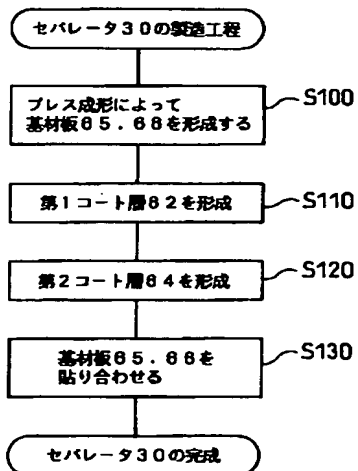 セパレータ30の製造工程
プレス成形によって
基材板65.66を形成する
S100
第1コート層62を形成
S110
第2コート層64を形成
S120
基材板65.66を
貼り合わせる
S130
セパレータ30の完成